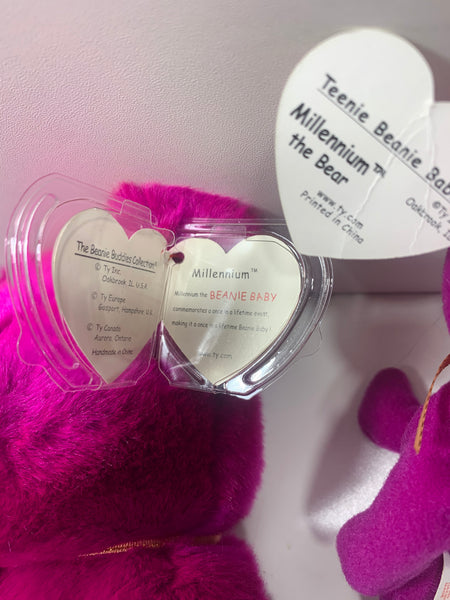 Teenie Beanie Bab
Millennium™
the Bear
www.ty.com
Printed in China
©Ty
Oakbrook,
The Beanie Buddies Collection®
© Ty Inc.
Oakbrook IL, U.S.A
© Ty Europe
Gosport, Hampshire, U.K.
© Ty Canada
Aurora, Ontario
Handmade in China
Millennium™
Millennium the BEANIE BABY
commemorates a once in a lifetime event,
making it a once in a lifetime Beanie Baby!
www.ty.com